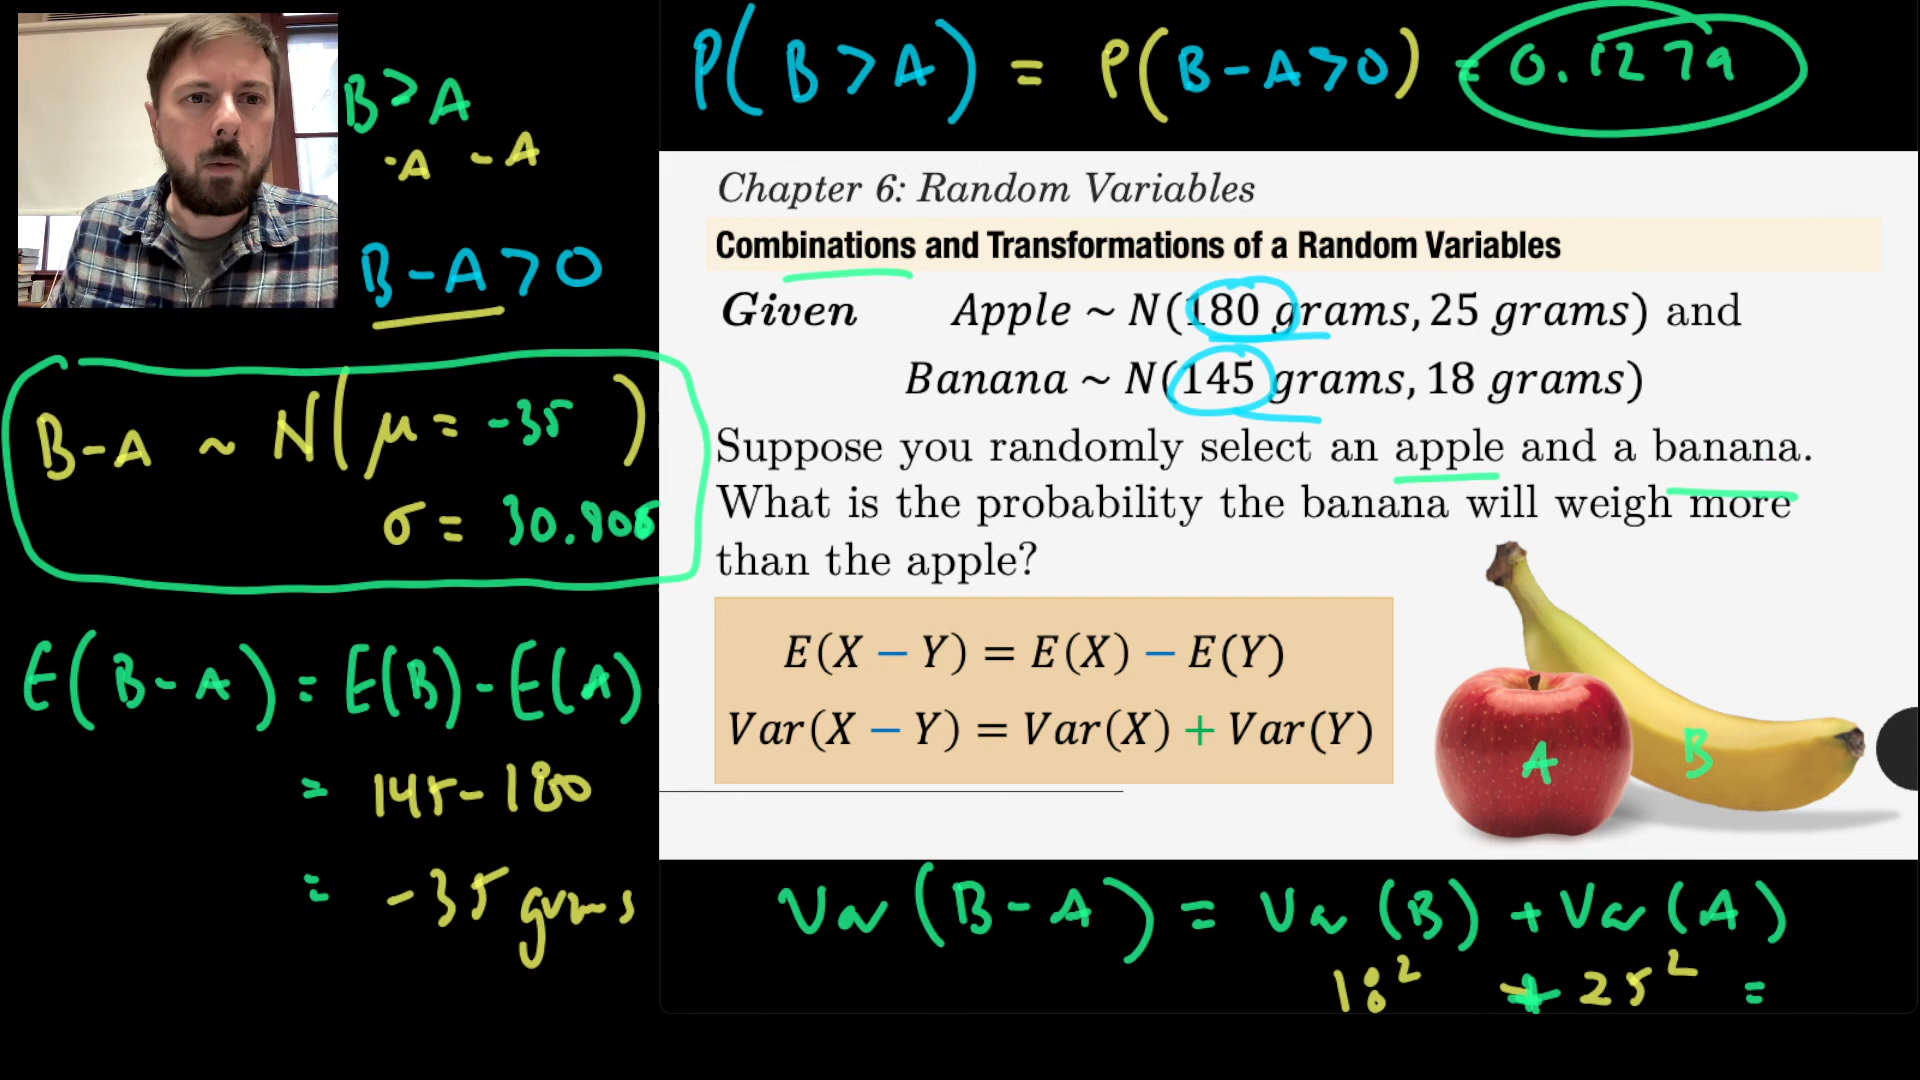 P(B>A) = P(B-A>0) = 0.1279
B>A
-A -A
B-A>0
B-A ~ N(μ= -35)
σ = 30.806
E(B-A) = E(B)-E(A)
= 145-180
= -35 grams
Chapter 6: Random Variables
Combinations and Transformations of a Random Variables
Given Apple ~ N(180 grams, 25 grams) and
Banana ~ N(145 grams, 18 grams)
Suppose you randomly select an apple and a banana.
What is the probability the banana will weigh more
than the apple?
E(X − Y) = E(X) − E(Y)
Var(X − Y) = Var(X) + Var(Y)
A B
Var(B-A) = Var(B) + Var(A)
18² + 25² =